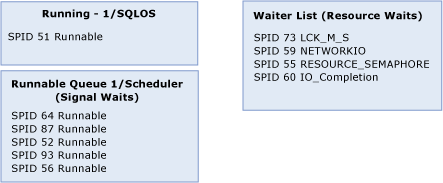 Running - 1/SQLOS
SPID 51 Runnable
Runnable Queue 1/Scheduler
(Signal Waits)
SPID 64 Runnable
SPID 87 Runnable
SPID 52 Runnable
SPID 93 Runnable
SPID 56 Runnable
Waiter List (Resource Waits)
SPID 73 LCK_M_S
SPID 59 NETWORKIO
SPID 55 RESOURCE_SEMAPHORE
SPID 60 IO_Completion